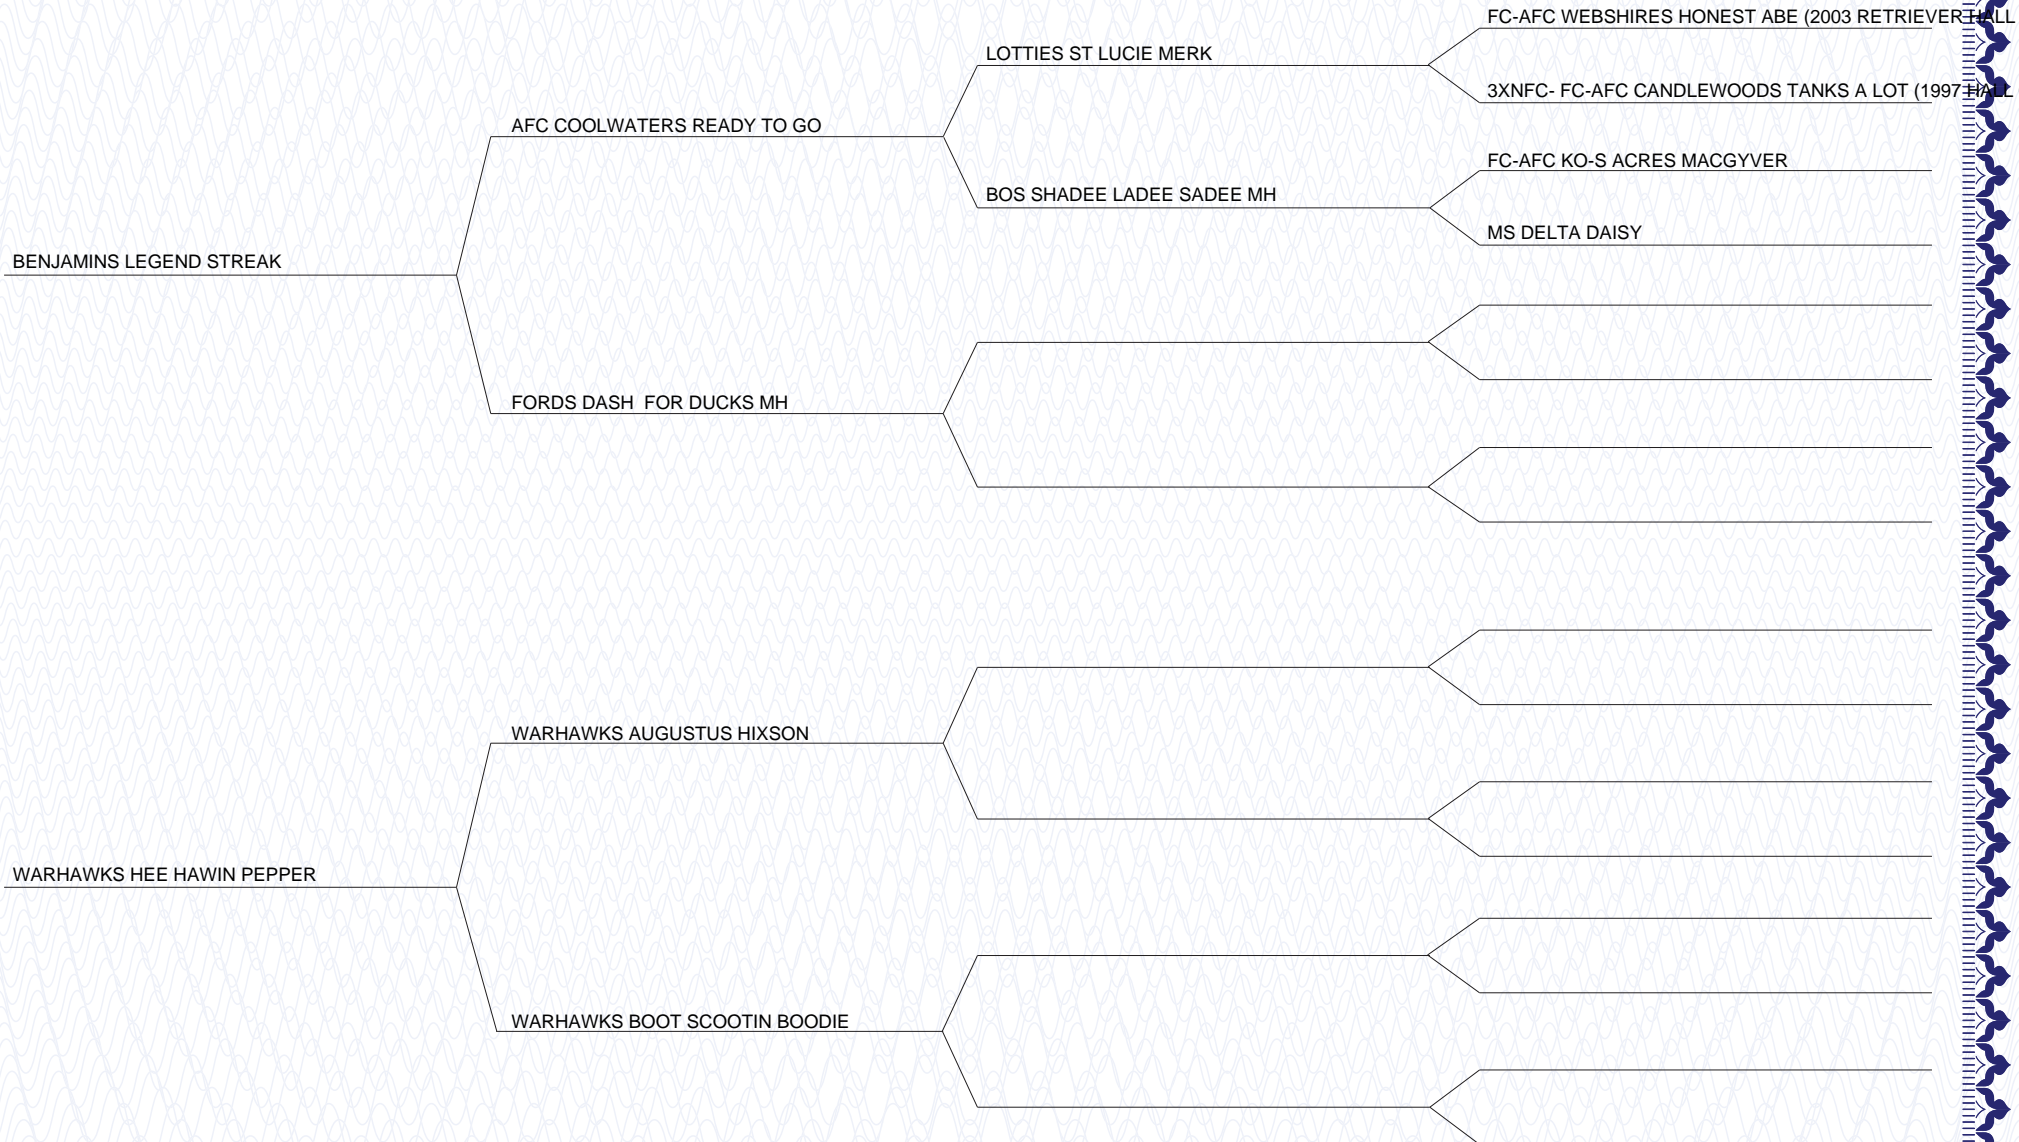 FC-AFC WEBSHIRES HONEST ABE (2003 RETRIEVER HALL
LOTTIES ST LUCIE MERK
3XNFC- FC-AFC CANDLEWOODS TANKS A LOT (1997 HALL
AFC COOLWATERS READY TO GO
FC-AFC KO-S ACRES MACGYVER
BOS SHADEE LADEE SADEE MH
MS DELTA DAISY
BENJAMINS LEGEND STREAK
FORDS DASH  FOR DUCKS MH
WARHAWKS AUGUSTUS HIXSON
WARHAWKS HEE HAWIN PEPPER
WARHAWKS BOOT SCOOTIN BOODIE